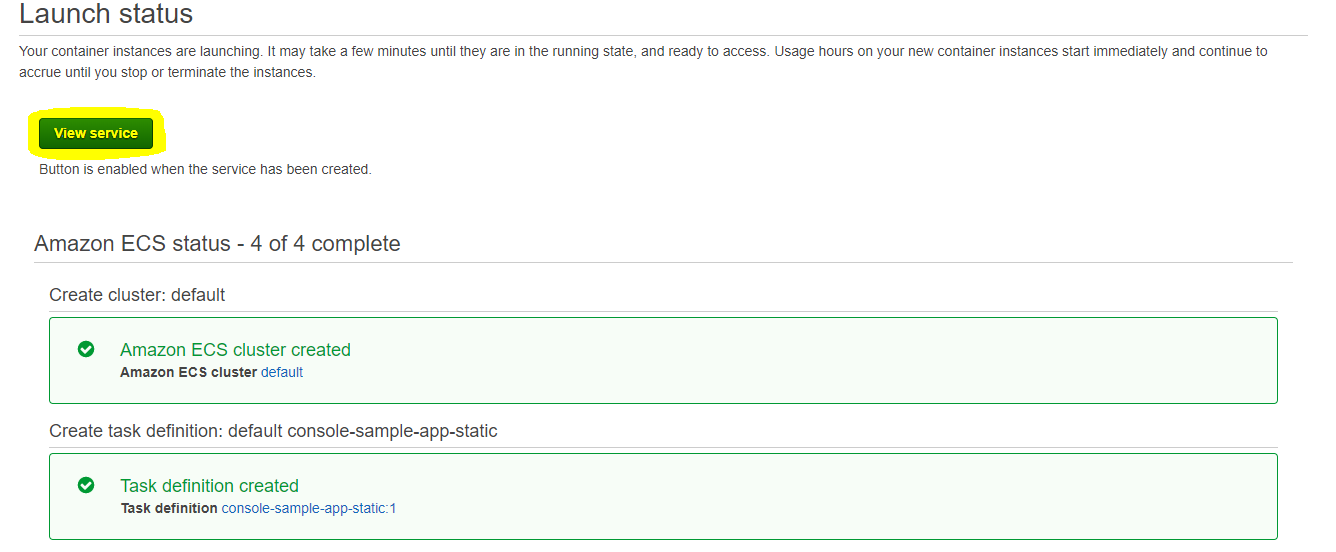 Launch status
Your container instances are launching. It may take a few minutes until they are in the running state, and ready to access. Usage hours on your new container instances start immediately and continue to
accrue until you stop or terminate the instances.
View service
Button is enabled when the service has been created.
Amazon ECS status - 4 of 4 complete
Create cluster: default
Amazon ECS cluster created
Amazon ECS cluster default
Create task definition: default console-sample-app-static
Task definition created
Task definition console-sample-app-static:1